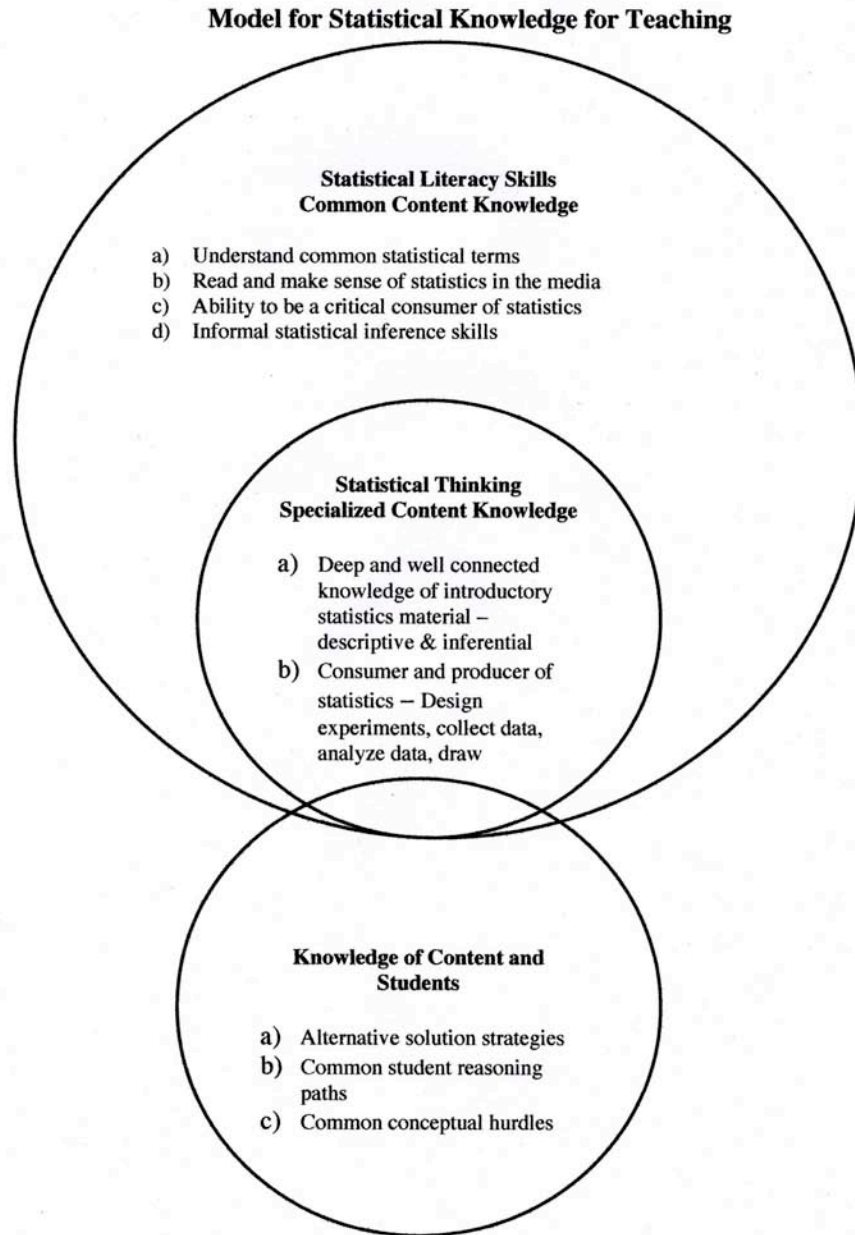 Model for Statistical Knowledge for Teaching
Statistical Literacy Skills
Common Content Knowledge
a) Understand common statistical terms
b) Read and make sense of statistics in the media
c) Ability to be a critical consumer of statistics
d) Informal statistical inference skills
Statistical Thinking
Specialized Content Knowledge
a) Deep and well connected
knowledge of introductory
statistics material –
descriptive & inferential
b) Consumer and producer of
statistics – Design
experiments, collect data,
analyze data, draw
Knowledge of Content and
Students
a) Alternative solution strategies
b) Common student reasoning
paths
c) Common conceptual hurdles